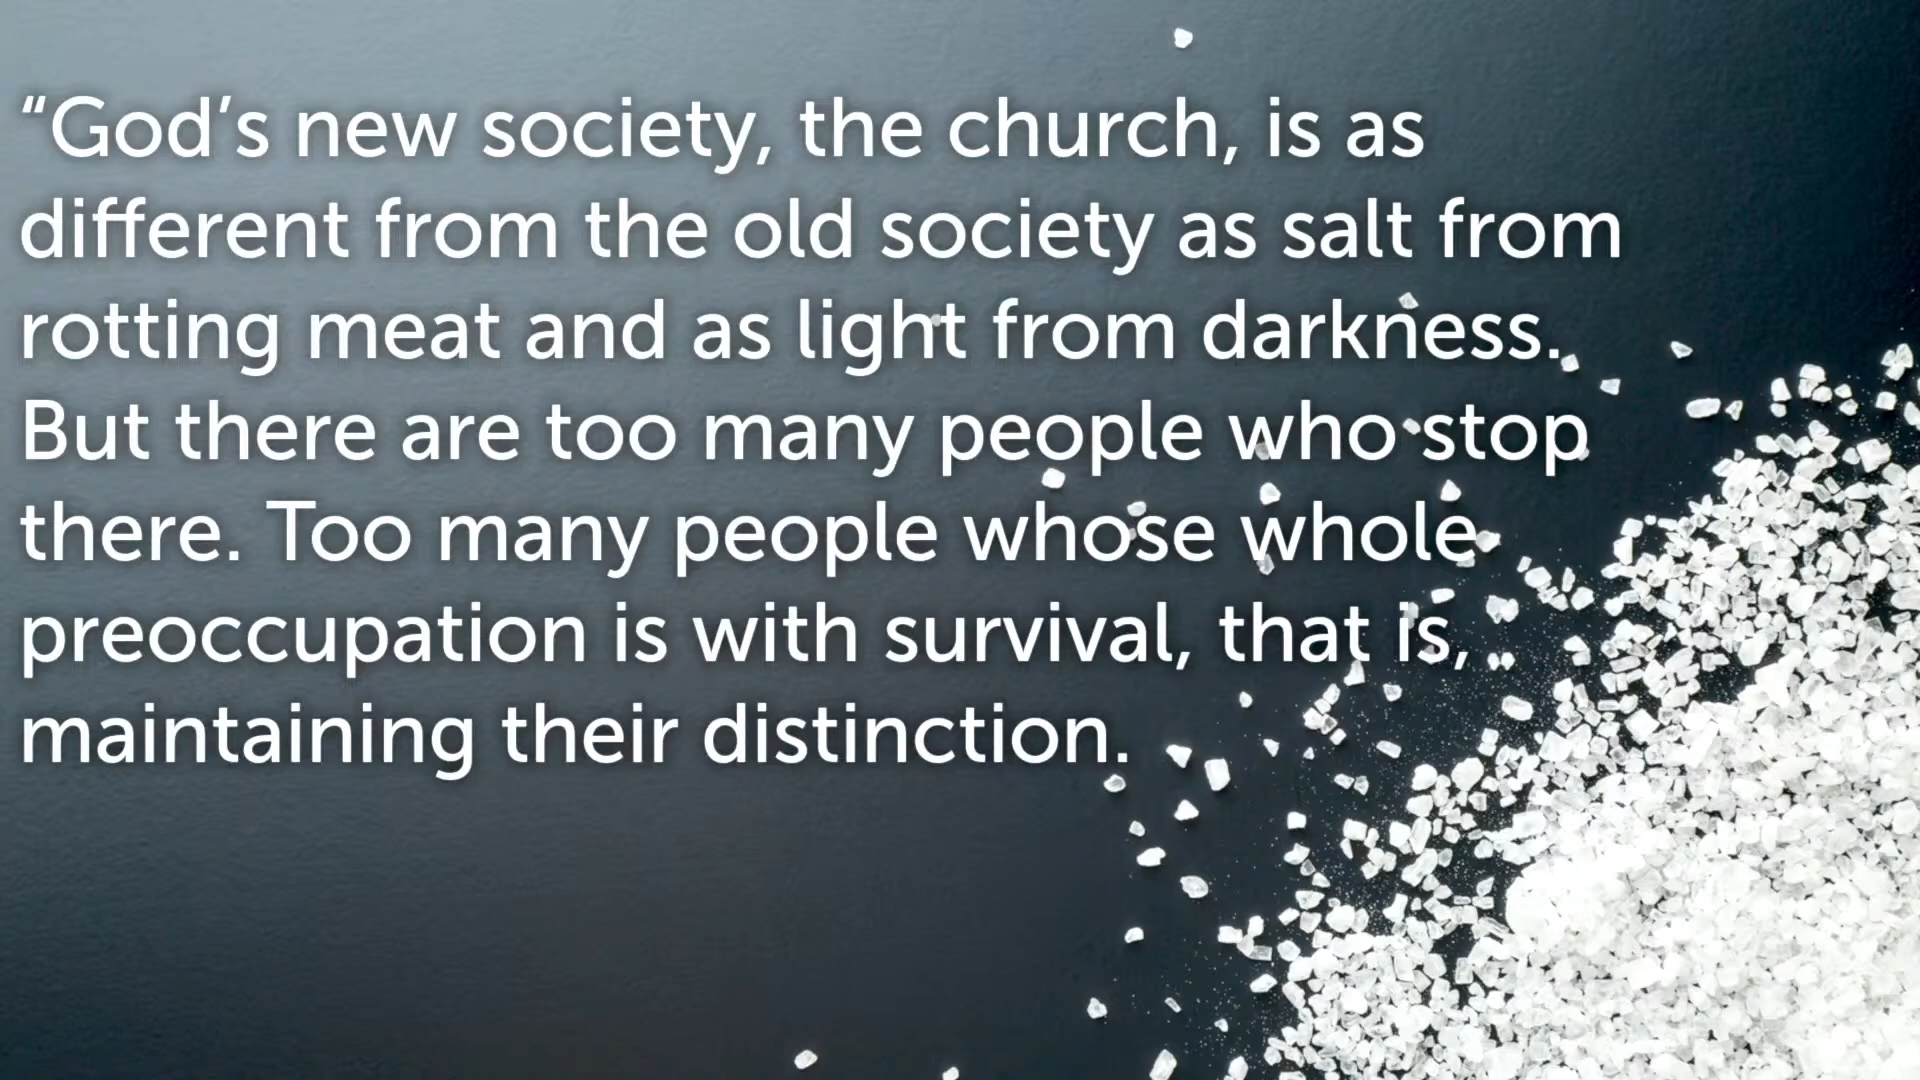 “God’s new society, the church, is as
different from the old society as salt from
rotting meat and as light from darkness.
But there are too many people who stop
there. Too many people whose whole
preoccupation is with survival, that is,
maintaining their distinction.